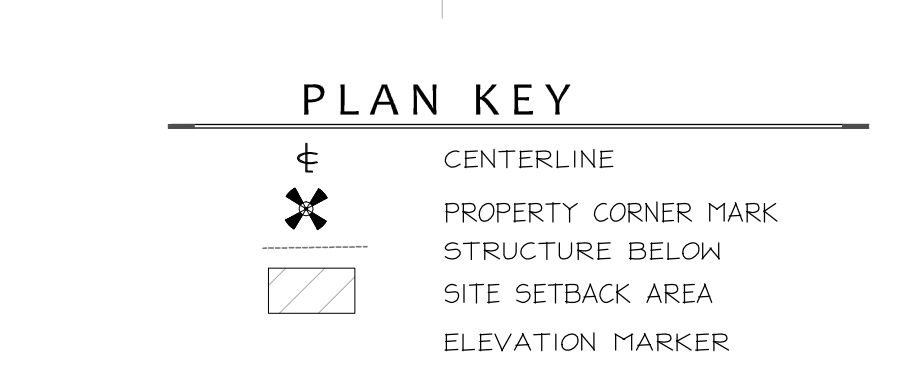 PLAN KEY
℄ CENTERLINE
PROPERTY CORNER MARK
STRUCTURE BELOW
SITE SETBACK AREA
ELEVATION MARKER